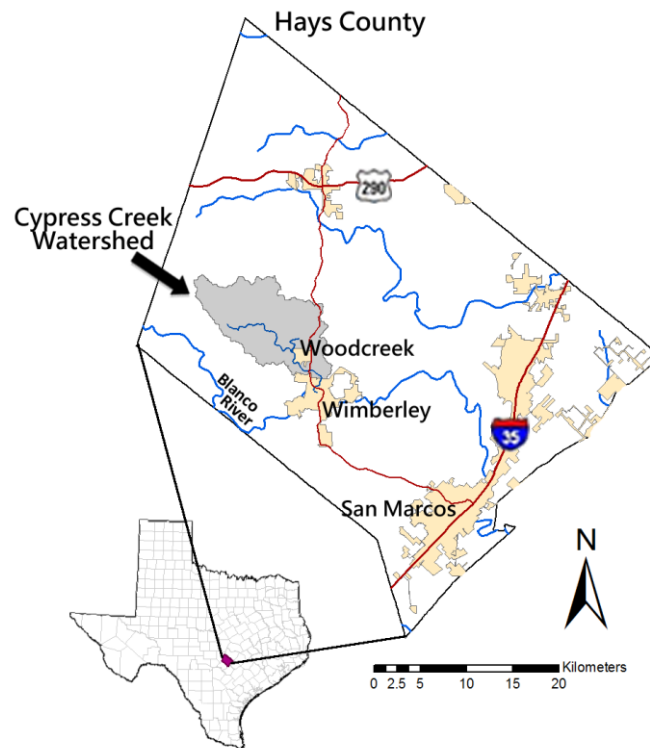 Hays County
290
Cypress Creek
Watershed
Woodcreek
Blanco
River
Wimberley
35
San Marcos
N
Kilometers
0 2.5 5 10 15 20